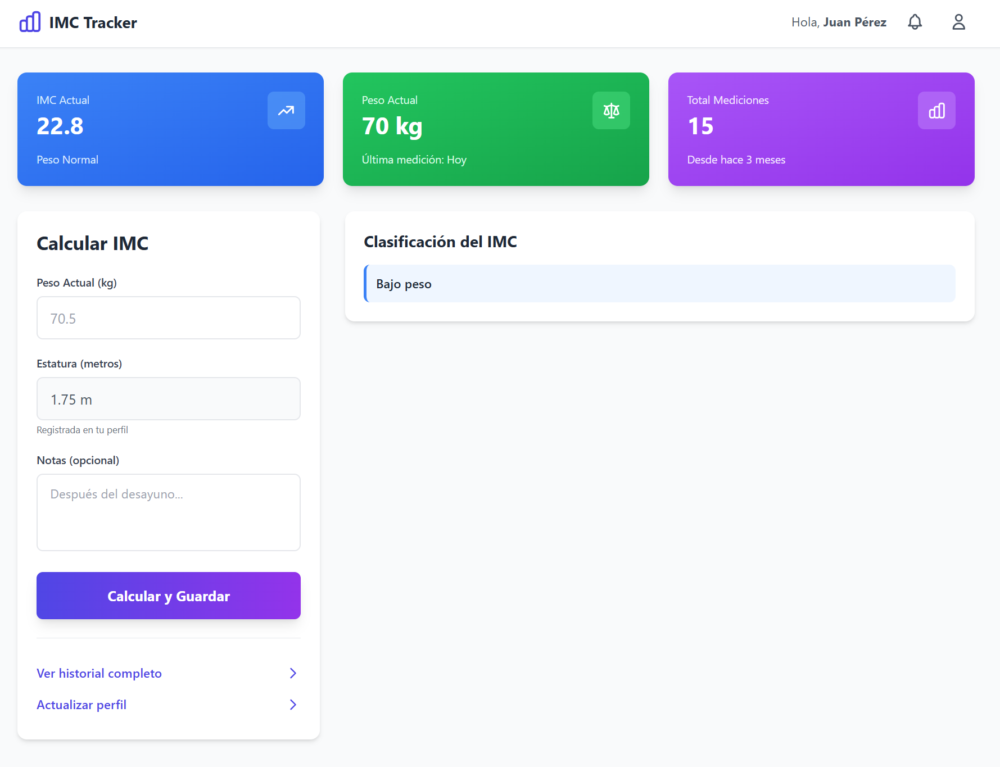 IMC Tracker
Hola, Juan Pérez
IMC Actual
22.8
Peso Normal
Peso Actual
70 kg
Última medición: Hoy
Total Mediciones
15
Desde hace 3 meses
Calcular IMC
Peso Actual (kg)
70.5
Estatura (metros)
1.75 m
Registrada en tu perfil
Notas (opcional)
Después del desayuno...
Calcular y Guardar
Ver historial completo
Actualizar perfil
Clasificación del IMC
Bajo peso